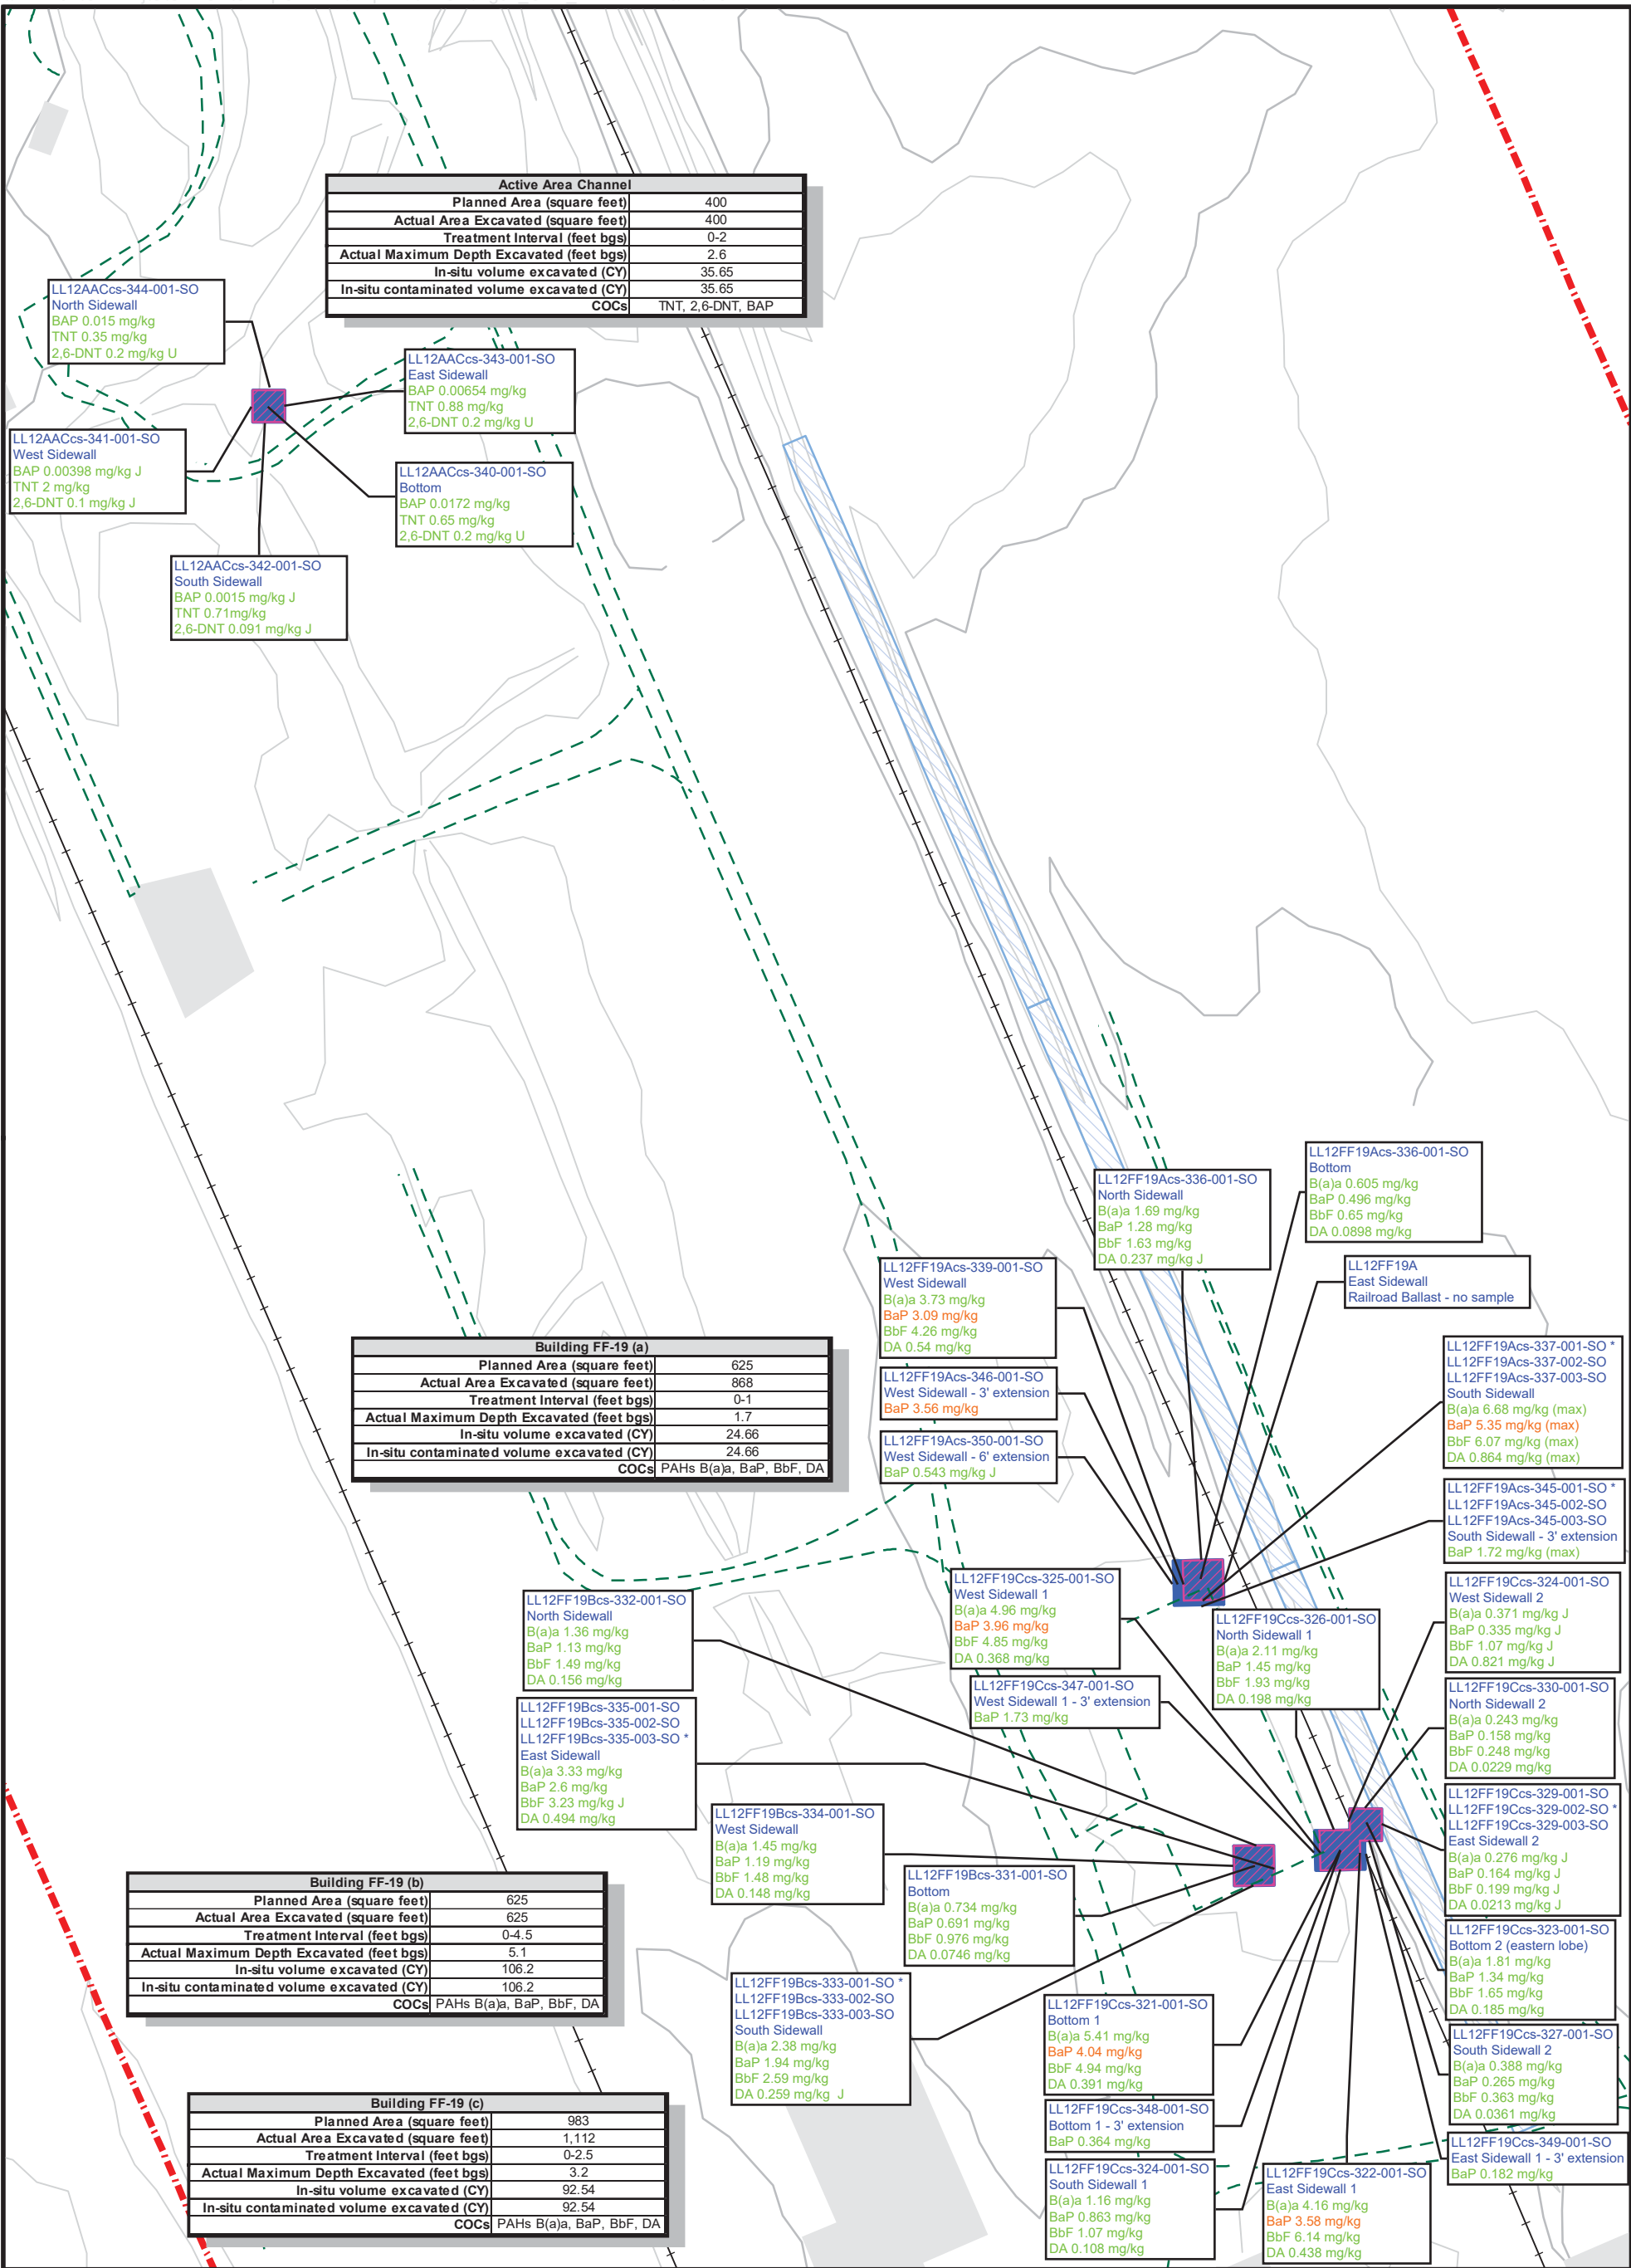 Active Area Channel
Planned Area (square feet) 400
Actual Area Excavated (square feet) 400
Treatment Interval (feet bgs) 0-2
Actual Maximum Depth Excavated (feet bgs) 2.6
In-situ volume excavated (CY) 35.65
In-situ contaminated volume excavated (CY) 35.65
COCs TNT, 2,6-DNT, BAP
LL12AACcs-344-001-SO
North Sidewall
BAP 0.015 mg/kg
TNT 0.35 mg/kg
2,6-DNT 0.2 mg/kg U
LL12AACcs-343-001-SO
East Sidewall
BAP 0.00654 mg/kg
TNT 0.88 mg/kg
2,6-DNT 0.2 mg/kg U
LL12AACcs-341-001-SO
West Sidewall
BAP 0.00398 mg/kg J
TNT 2 mg/kg
2,6-DNT 0.1 mg/kg J
LL12AACcs-340-001-SO
Bottom
BAP 0.0172 mg/kg
TNT 0.65 mg/kg
2,6-DNT 0.2 mg/kg U
LL12AACcs-342-001-SO
South Sidewall
BAP 0.0015 mg/kg J
TNT 0.71mg/kg
2,6-DNT 0.091 mg/kg J
LL12FF19Acs-336-001-SO
Bottom
B(a)a 0.605 mg/kg
BaP 0.496 mg/kg
BbF 0.65 mg/kg
DA 0.0898 mg/kg
LL12FF19Acs-336-001-SO
North Sidewall
B(a)a 1.69 mg/kg
BaP 1.28 mg/kg
BbF 1.63 mg/kg
DA 0.237 mg/kg J
LL12FF19A
East Sidewall
Railroad Ballast - no sample
LL12FF19Acs-339-001-SO
West Sidewall
B(a)a 3.73 mg/kg
BaP 3.09 mg/kg
BbF 4.26 mg/kg
DA 0.54 mg/kg
LL12FF19Acs-346-001-SO
West Sidewall - 3' extension
BaP 3.56 mg/kg
LL12FF19Acs-350-001-SO
West Sidewall - 6' extension
BaP 0.543 mg/kg J
LL12FF19Acs-337-001-SO *
LL12FF19Acs-337-002-SO
LL12FF19Acs-337-003-SO
South Sidewall
B(a)a 6.68 mg/kg (max)
BaP 5.35 mg/kg (max)
BbF 6.07 mg/kg (max)
DA 0.864 mg/kg (max)
LL12FF19Acs-345-001-SO *
LL12FF19Acs-345-002-SO
LL12FF19Acs-345-003-SO
South Sidewall - 3' extension
BaP 1.72 mg/kg (max)
Building FF-19 (a)
Planned Area (square feet) 625
Actual Area Excavated (square feet) 868
Treatment Interval (feet bgs) 0-1
Actual Maximum Depth Excavated (feet bgs) 1.7
In-situ volume excavated (CY) 24.66
In-situ contaminated volume excavated (CY) 24.66
COCs PAHs B(a)a, BaP, BbF, DA
LL12FF19Ccs-325-001-SO
West Sidewall 1
B(a)a 4.96 mg/kg
BaP 3.96 mg/kg
BbF 4.85 mg/kg
DA 0.368 mg/kg
LL12FF19Ccs-347-001-SO
West Sidewall 1 - 3' extension
BaP 1.73 mg/kg
LL12FF19Ccs-326-001-SO
North Sidewall 1
B(a)a 2.11 mg/kg
BaP 1.45 mg/kg
BbF 1.93 mg/kg
DA 0.198 mg/kg
LL12FF19Ccs-324-001-SO
West Sidewall 2
B(a)a 0.371 mg/kg J
BaP 0.335 mg/kg J
BbF 1.07 mg/kg J
DA 0.821 mg/kg J
LL12FF19Ccs-330-001-SO
North Sidewall 2
B(a)a 0.243 mg/kg
BaP 0.158 mg/kg
BbF 0.248 mg/kg
DA 0.0229 mg/kg
LL12FF19Bcs-332-001-SO
North Sidewall
B(a)a 1.36 mg/kg
BaP 1.13 mg/kg
BbF 1.49 mg/kg
DA 0.156 mg/kg
LL12FF19Bcs-335-001-SO
LL12FF19Bcs-335-002-SO
LL12FF19Bcs-335-003-SO *
East Sidewall
B(a)a 3.33 mg/kg
BaP 2.6 mg/kg
BbF 3.23 mg/kg J
DA 0.494 mg/kg
LL12FF19Bcs-334-001-SO
West Sidewall
B(a)a 1.45 mg/kg
BaP 1.19 mg/kg
BbF 1.48 mg/kg
DA 0.148 mg/kg
LL12FF19Bcs-331-001-SO
Bottom
B(a)a 0.734 mg/kg
BaP 0.691 mg/kg
BbF 0.976 mg/kg
DA 0.0746 mg/kg
LL12FF19Ccs-329-001-SO
LL12FF19Ccs-329-002-SO *
LL12FF19Ccs-329-003-SO
East Sidewall 2
B(a)a 0.276 mg/kg J
BaP 0.164 mg/kg J
BbF 0.199 mg/kg J
DA 0.0213 mg/kg J
LL12FF19Ccs-323-001-SO
Bottom 2 (eastern lobe)
B(a)a 1.81 mg/kg
BaP 1.34 mg/kg
BbF 1.65 mg/kg
DA 0.185 mg/kg
Building FF-19 (b)
Planned Area (square feet) 625
Actual Area Excavated (square feet) 625
Treatment Interval (feet bgs) 0-4.5
Actual Maximum Depth Excavated (feet bgs) 5.1
In-situ volume excavated (CY) 106.2
In-situ contaminated volume excavated (CY) 106.2
COCs PAHs B(a)a, BaP, BbF, DA
LL12FF19Bcs-333-001-SO *
LL12FF19Bcs-333-002-SO
LL12FF19Bcs-333-003-SO
South Sidewall
B(a)a 2.38 mg/kg
BaP 1.94 mg/kg
BbF 2.59 mg/kg
DA 0.259 mg/kg J
LL12FF19Ccs-321-001-SO
Bottom 1
B(a)a 5.41 mg/kg
BaP 4.04 mg/kg
BbF 4.94 mg/kg
DA 0.391 mg/kg
LL12FF19Ccs-327-001-SO
South Sidewall 2
B(a)a 0.388 mg/kg
BaP 0.265 mg/kg
BbF 0.363 mg/kg
DA 0.0361 mg/kg
LL12FF19Ccs-348-001-SO
Bottom 1 - 3' extension
BaP 0.364 mg/kg
LL12FF19Ccs-349-001-SO
East Sidewall 1 - 3' extension
BaP 0.182 mg/kg
Building FF-19 (c)
Planned Area (square feet) 983
Actual Area Excavated (square feet) 1,112
Treatment Interval (feet bgs) 0-2.5
Actual Maximum Depth Excavated (feet bgs) 3.2
In-situ volume excavated (CY) 92.54
In-situ contaminated volume excavated (CY) 92.54
COCs PAHs B(a)a, BaP, BbF, DA
LL12FF19Ccs-324-001-SO
South Sidewall 1
B(a)a 1.16 mg/kg
BaP 0.863 mg/kg
BbF 1.07 mg/kg
DA 0.108 mg/kg
LL12FF19Ccs-322-001-SO
East Sidewall 1
B(a)a 4.16 mg/kg
BaP 3.58 mg/kg
BbF 6.14 mg/kg
DA 0.438 mg/kg